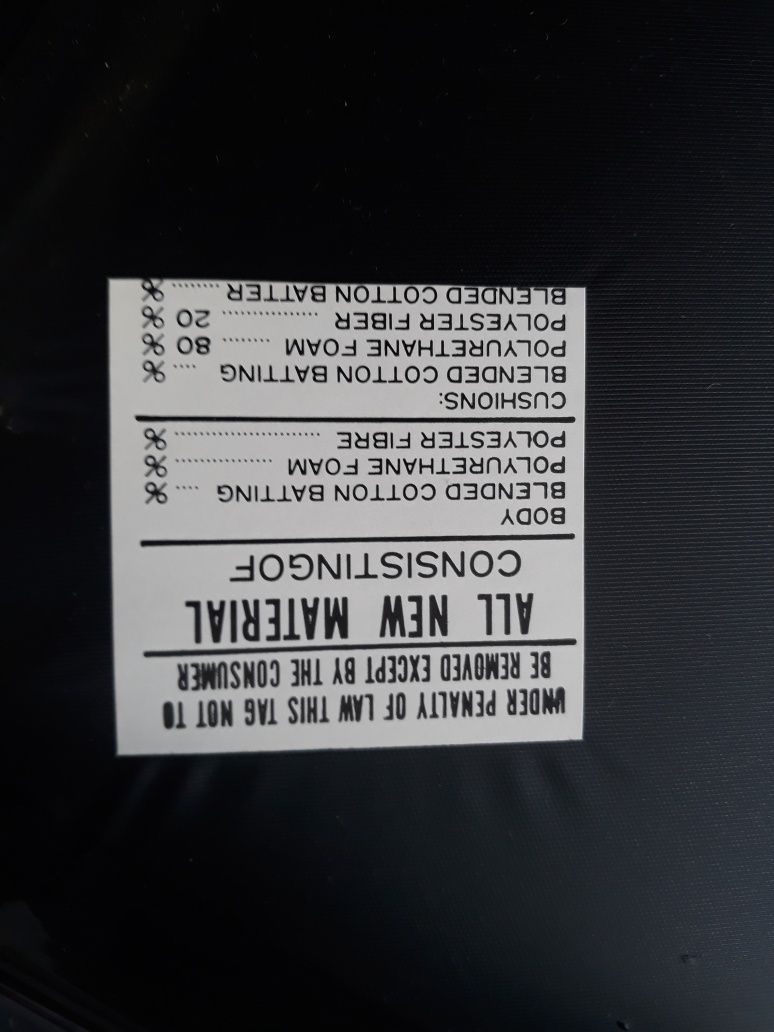 UNDER PENALTY OF LAW THIS TAG NOT TO
BE REMOVED EXCEPT BY THE CONSUMER
ALL NEW MATERIAL
CONSISTINGOF
BODY
BLENDED COTTON BATTING .... %
POLYURETHANE FOAM .............. %
POLYESTER FIBRE ..................... %
CUSHIONS:
BLENDED COTTON BATTING .... %
POLYURETHANE FOAM ........ 80 %
POLYESTER FIBER ................ 20 %
BLENDED COTTON BATTER ........ %